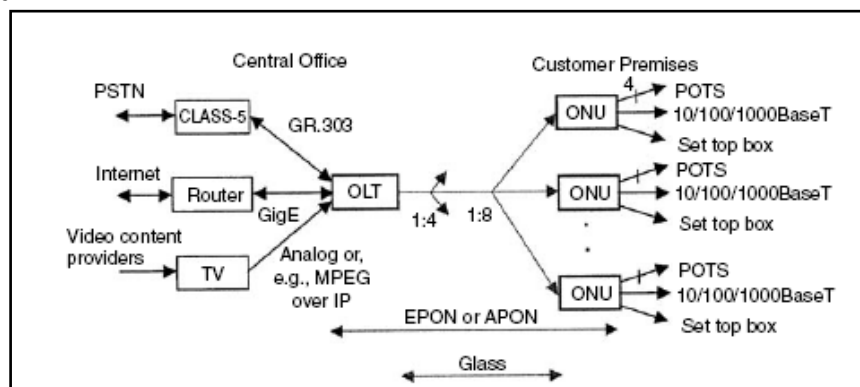 Central Office
Customer Premises
PSTN
CLASS-5
GR.303
Internet
Router
GigE
OLT
Video content
providers
TV
Analog or,
e.g., MPEG
over IP
1:4
1:8
ONU
4
POTS
10/100/1000BaseT
Set top box
ONU
POTS
10/100/1000BaseT
Set top box
ONU
POTS
10/100/1000BaseT
Set top box
EPON or APON
Glass